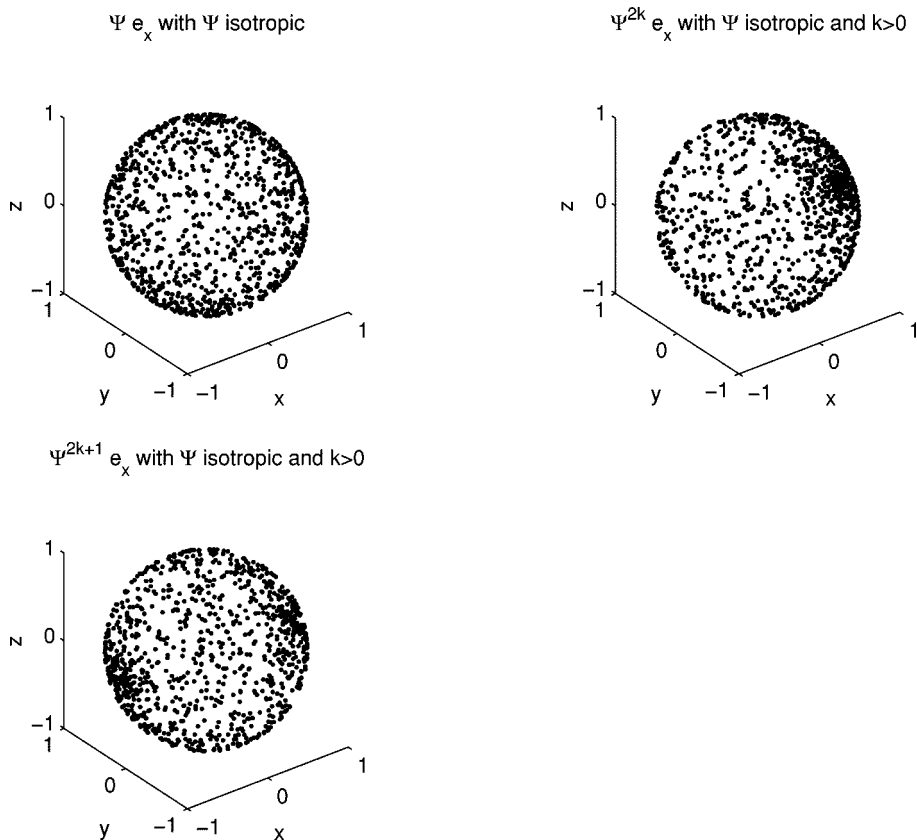 Ψ e_x with Ψ isotropic
1
0
z
−1
1
0
y
−1
−1
0
x
1
Ψ^{2k} e_x with Ψ isotropic and k>0
1
0
z
−1
1
0
y
−1
−1
0
x
1
Ψ^{2k+1} e_x with Ψ isotropic and k>0
1
0
z
−1
1
0
y
−1
−1
0
x
1